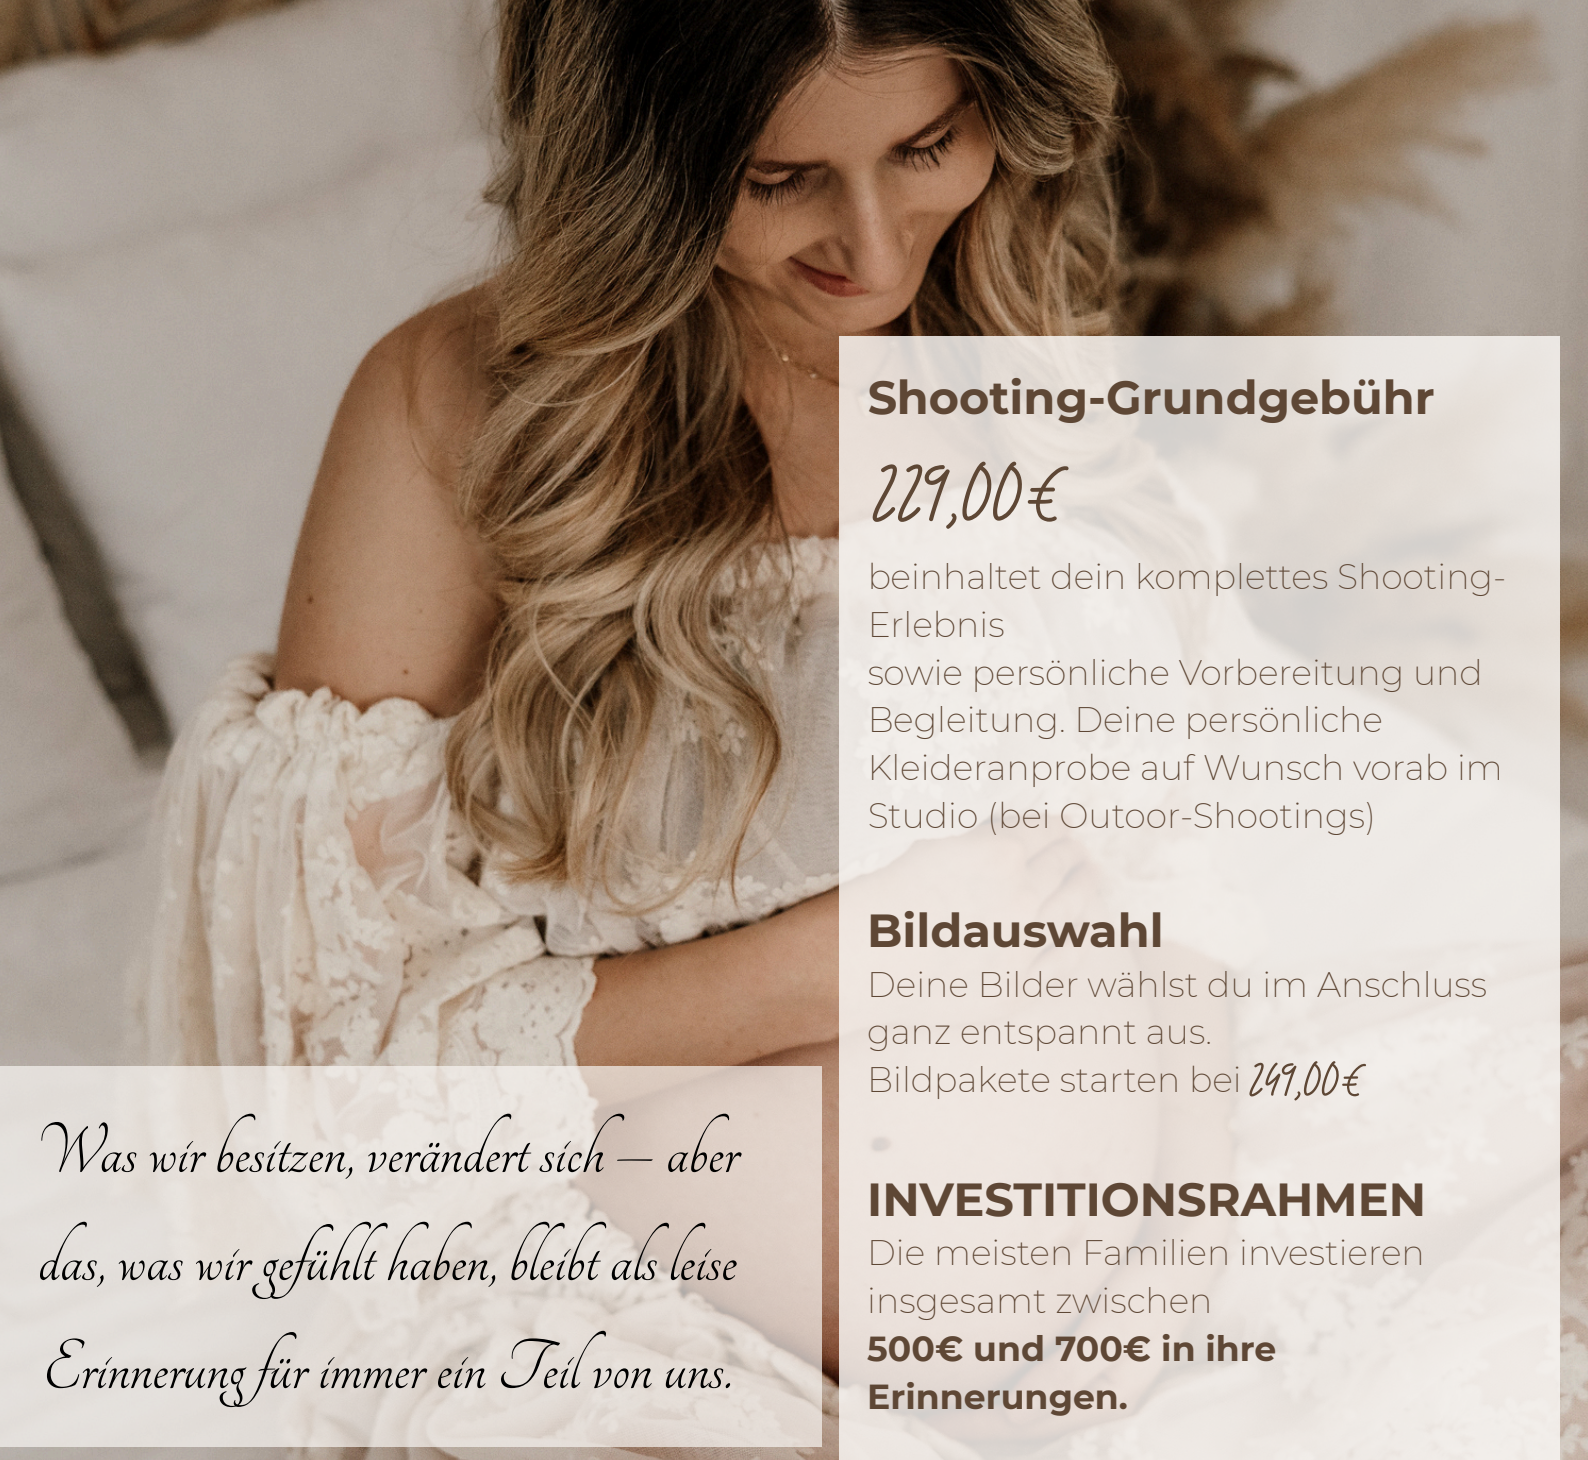 Shooting-Grundgebühr
229,00€
beinhaltet dein komplettes Shooting-
Erlebnis
sowie persönliche Vorbereitung und
Begleitung. Deine persönliche
Kleideranprobe auf Wunsch vorab im
Studio (bei Outoor-Shootings)
Bildauswahl
Deine Bilder wählst du im Anschluss
ganz entspannt aus.
Bildpakete starten bei 249,00€
INVESTITIONSRAHMEN
Die meisten Familien investieren
insgesamt zwischen
500€ und 700€ in ihre
Erinnerungen.
Was wir besitzen, verändert sich – aber
das, was wir gefühlt haben, bleibt als leise
Erinnerung für immer ein Teil von uns.